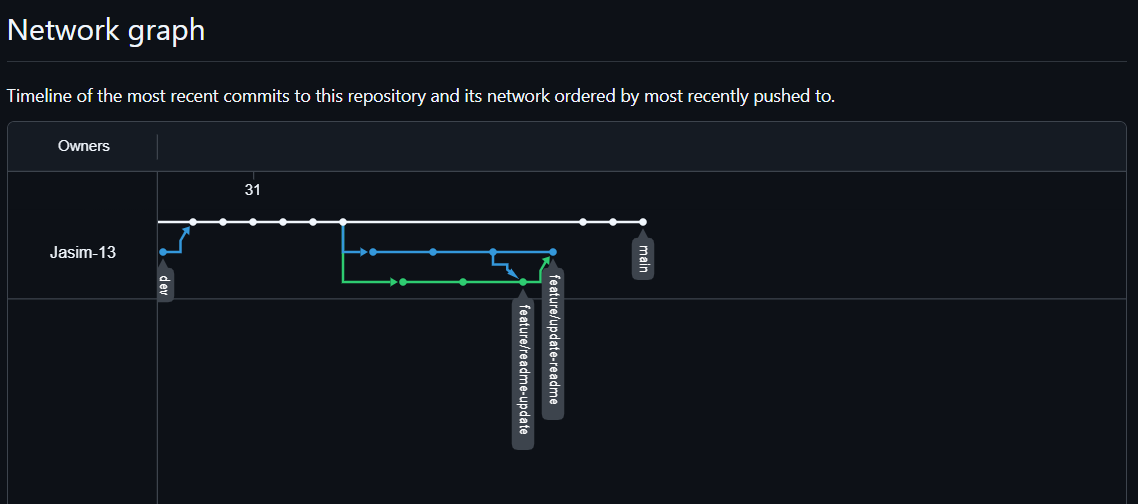 Network graph
Timeline of the most recent commits to this repository and its network ordered by most recently pushed to.
Owners
31
Jasim-13
dev
feature/readme-update
feature/update-readme
main